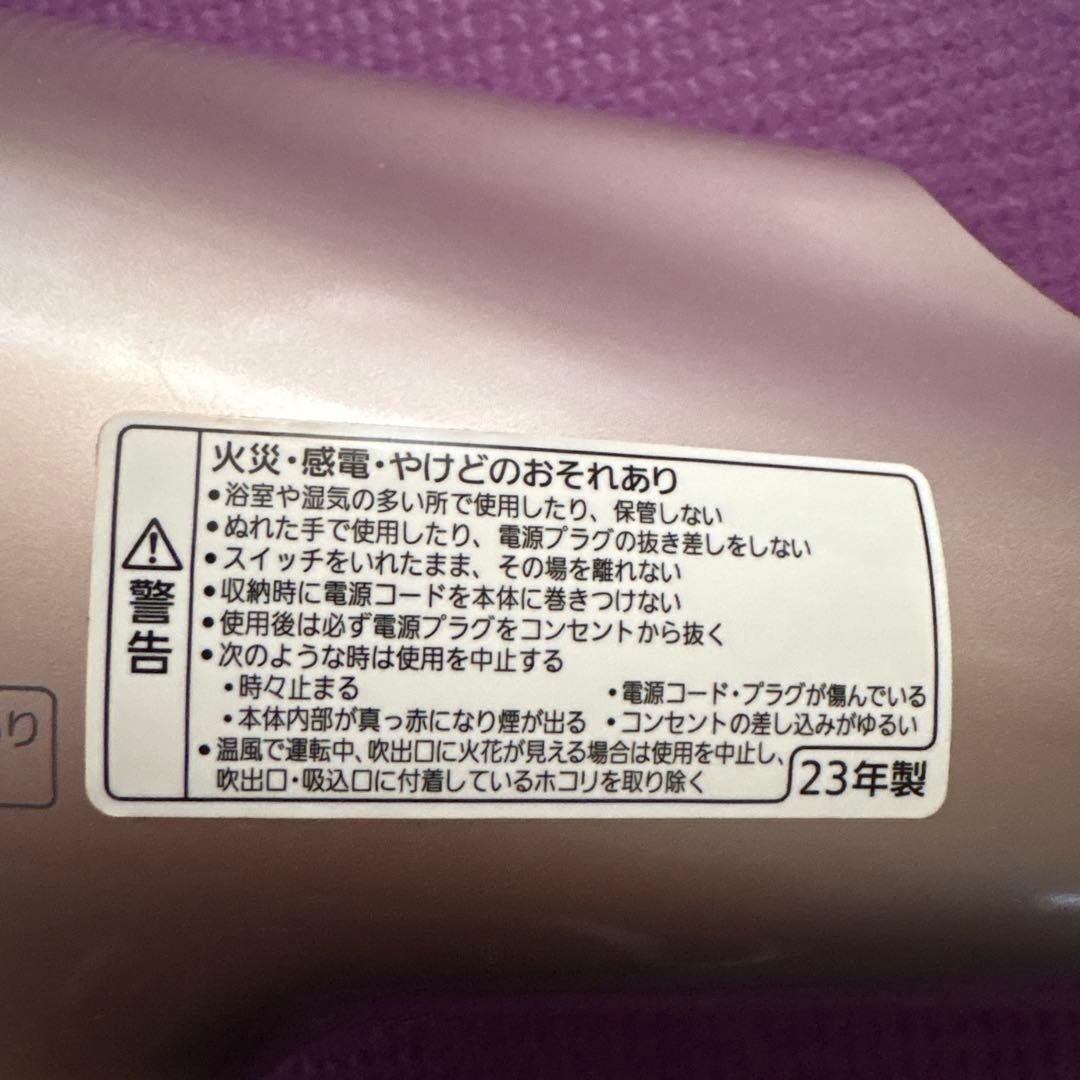 警告
火災・感電・やけどのおそれあり
●浴室や湿気の多い所で使用したり、保管しない
●ぬれた手で使用したり、電源プラグの抜き差しをしない
●スイッチをいれたまま、その場を離れない
●収納時に電源コードを本体に巻きつけない
●使用後は必ず電源プラグをコンセントから抜く
●次のような時は使用を中止する
・時々止まる ・電源コード・プラグが傷んでいる
・本体内部が真っ赤になり煙が出る ・コンセントの差し込みがゆるい
●温風で運転中、吹出口に火花が見える場合は使用を中止し、
吹出口・吸込口に付着しているホコリを取り除く
23年製
り